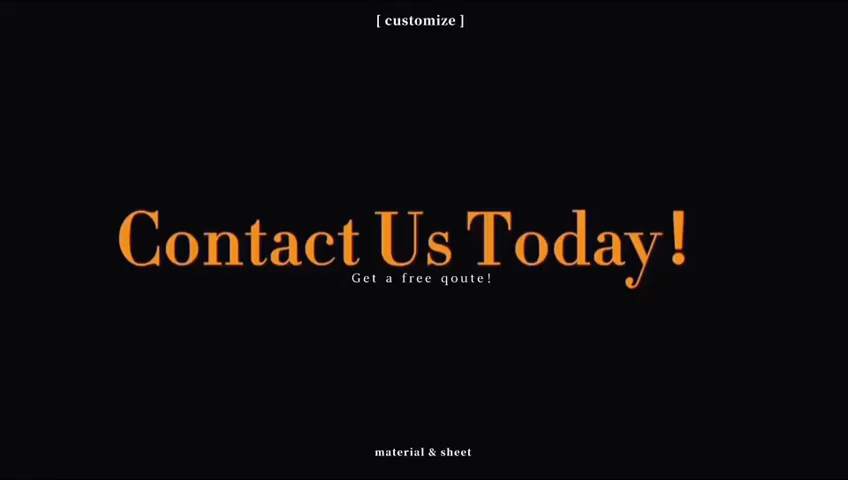 [ customize ]
Contact Us Today!
Get a free qoute!
material & sheet